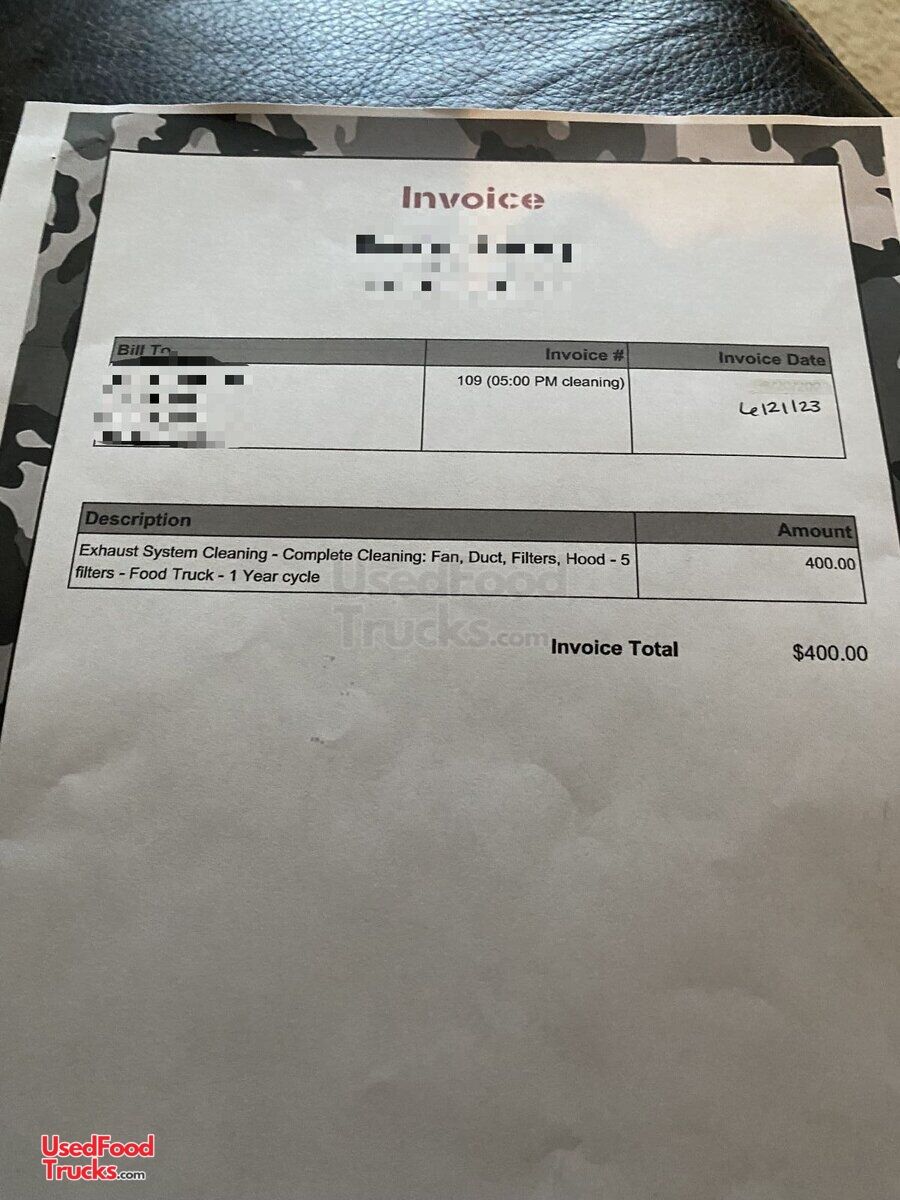 Invoice
Bill To
Invoice #
Invoice Date
109 (05:00 PM cleaning)
6/21/23
Description
Amount
Exhaust System Cleaning - Complete Cleaning: Fan, Duct, Filters, Hood - 5
filters - Food Truck - 1 Year cycle
400.00
UsedFood
Trucks.com
Invoice Total
$400.00
UsedFood
Trucks.com